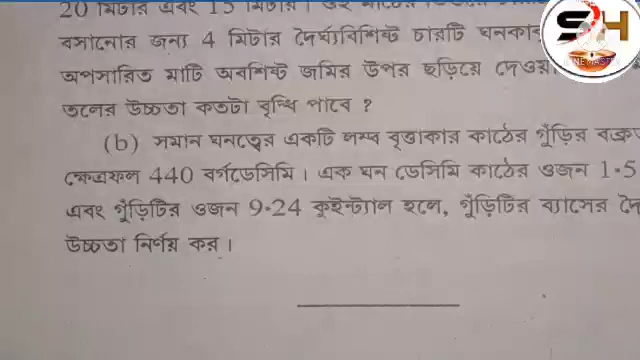 20 মিটার এবং 15 মিটার। ওই মাঠের
বসানোর জন্য 4 মিটার দৈর্ঘ্যবিশিষ্ট চারটি ঘনকাক
অপসারিত মাটি অবশিষ্ট জমির উপর ছড়িয়ে দেওয়া
তলের উচ্চতা কতটা বৃদ্ধি পাবে ?
(b) সমান ঘনত্বের একটি লম্ব বৃত্তাকার কাঠের গুঁড়ির বক্র
ক্ষেত্রফল 440 বর্গডেসিমি। এক ঘন ডেসিমি কাঠের ওজন 1·5
এবং গুঁড়িটির ওজন 9·24 কুইন্ট্যাল হলে, গুঁড়িটির ব্যাসের দৈ
উচ্চতা নির্ণয় কর।
SH